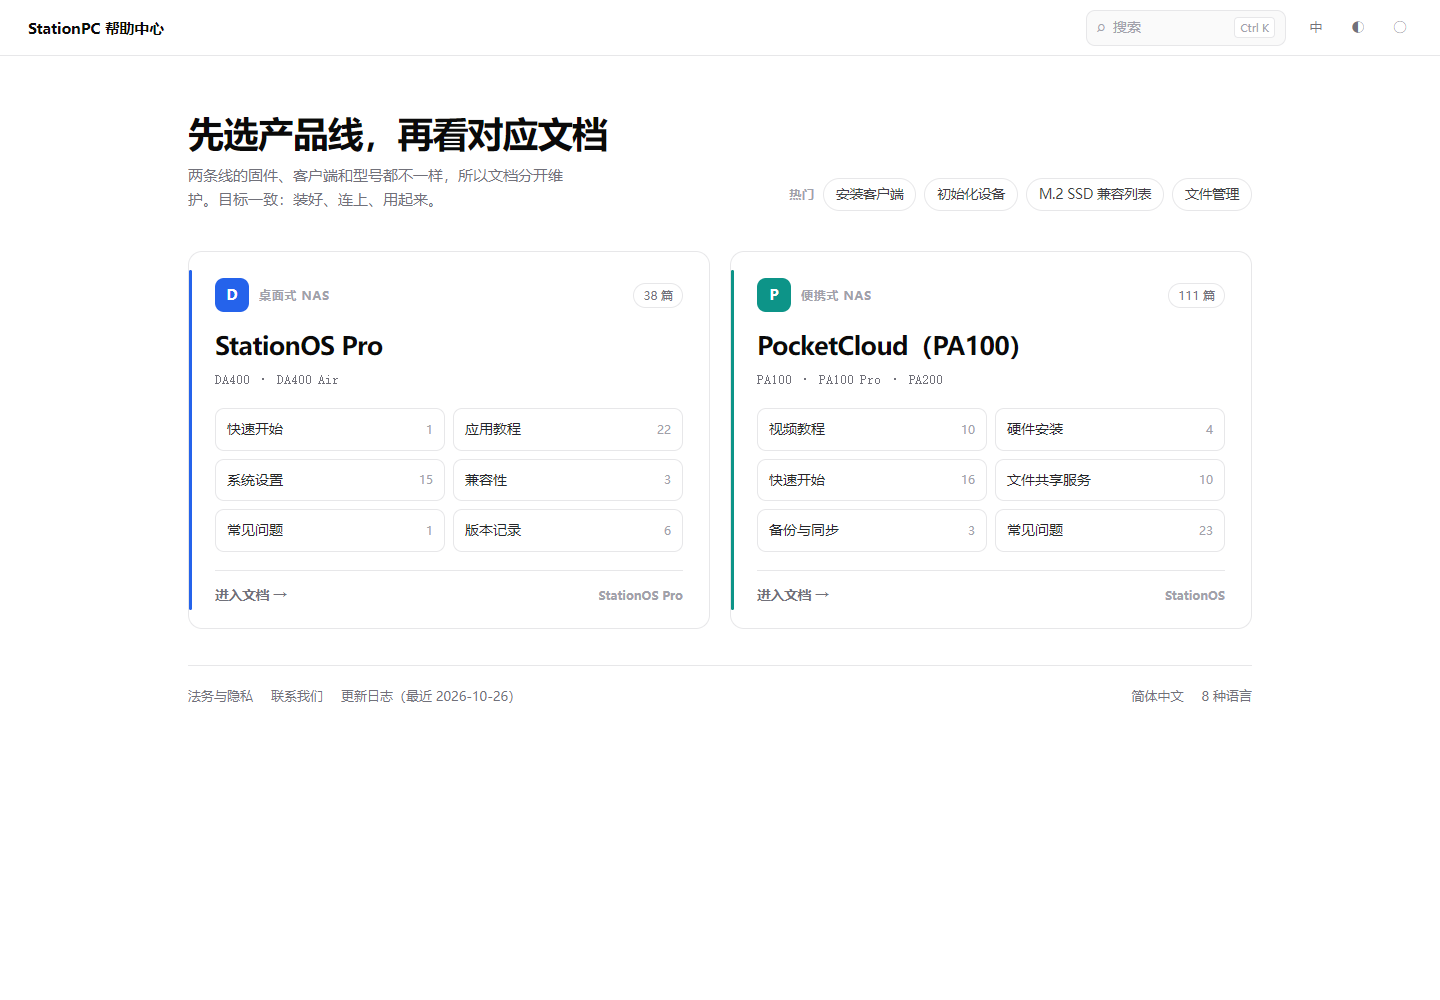 StationPC 帮助中心
搜索
Ctrl K
中
先选产品线，再看对应文档
两条线的固件、客户端和型号都不一样，所以文档分开维
护。目标一致：装好、连上、用起来。
热门
安装客户端
初始化设备
M.2 SSD 兼容列表
文件管理
D
桌面式 NAS
38 篇
StationOS Pro
DA400 · DA400 Air
快速开始 1
应用教程 22
系统设置 15
兼容性 3
常见问题 1
版本记录 6
进入文档 →
StationOS Pro
P
便携式 NAS
111 篇
PocketCloud（PA100）
PA100 · PA100 Pro · PA200
视频教程 10
硬件安装 4
快速开始 16
文件共享服务 10
备份与同步 3
常见问题 23
进入文档 →
StationOS
法务与隐私
联系我们
更新日志（最近 2026-10-26）
简体中文
8 种语言